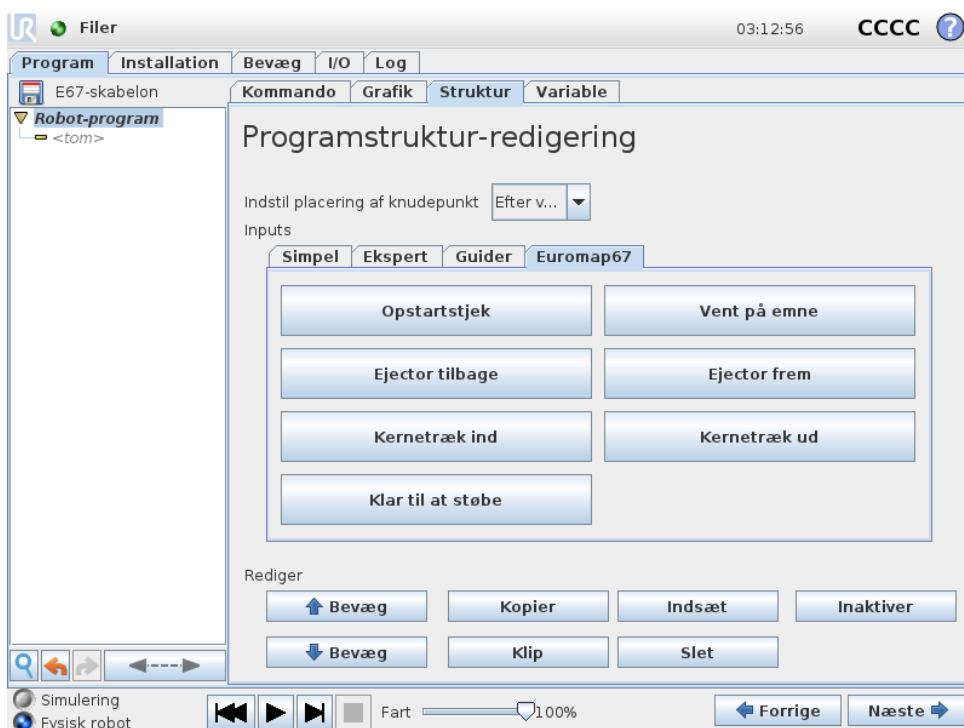 UR Filer 03:12:56 CCCC ?
Program Installation Bevæg I/O Log
E67-skabelon Kommando Grafik Struktur Variable
Robot-program
<tom>
Programstruktur-redigering
Indstil placering af knudepunkt Efter v...
Inputs
Simpel Ekspert Guider Euromap67
Opstartstjek Vent på emne
Ejector tilbage Ejector frem
Kernetræk ind Kernetræk ud
Klar til at støbe
Rediger
Bevæg Kopier Indsæt Inaktiver
Bevæg Klip Slet
Simulering
Fysisk robot
Fart 100% Forrige Næste